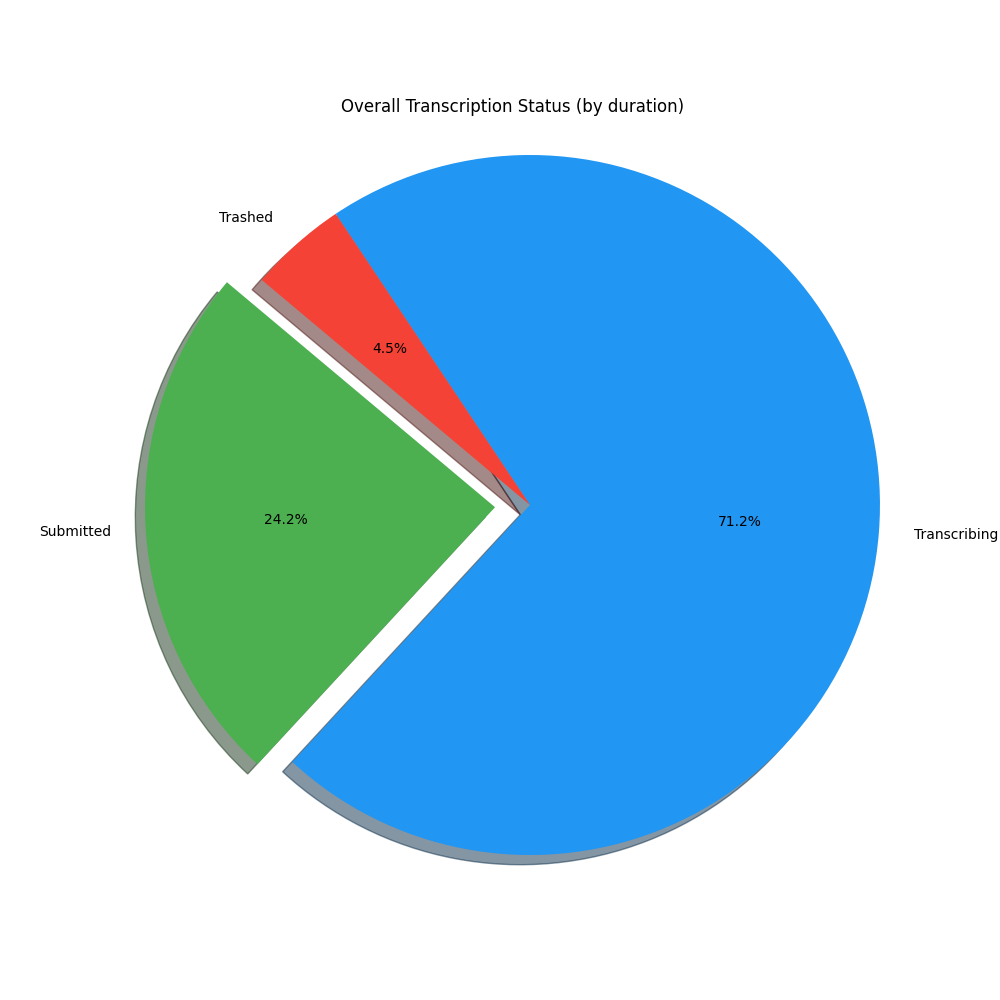 Overall Transcription Status (by duration)
Trashed
4.5%
Submitted
24.2%
71.2%
Transcribing